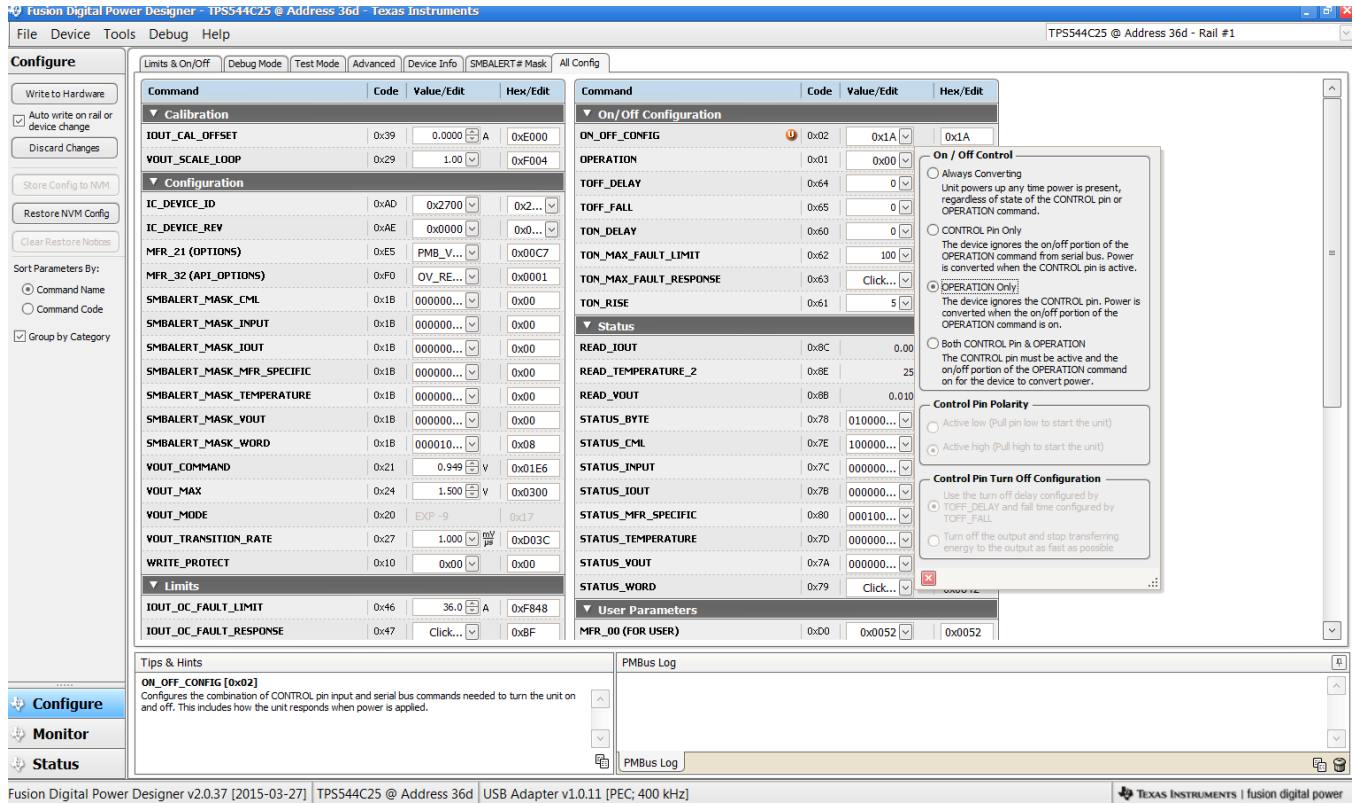 Fusion Digital Power Designer - TPS544C25 @ Address 36d - Texas Instruments
File Device Tools Debug Help
TPS544C25 @ Address 36d - Rail #1
Configure
Write to Hardware
Auto write on rail or
device change
Discard Changes
Store Config to NVM
Restore NVM Config
Clear Restore Notices
Sort Parameters By:
Command Name
Command Code
Group by Category
Limits & On/Off Debug Mode Test Mode Advanced Device Info SMBALERT# Mask All Config
Command Code Value/Edit Hex/Edit
Calibration
IOUT_CAL_OFFSET 0x39 0.0000 A 0xE000
VOUT_SCALE_LOOP 0x29 1.00 0xF004
Configuration
IC_DEVICE_ID 0xAD 0x2700 0x2...
IC_DEVICE_REV 0xAE 0x0000 0x0...
MFR_21 (OPTIONS) 0xE5 PMB_V... 0x00C7
MFR_32 (API_OPTIONS) 0xF0 OV_RE... 0x0001
SMBALERT_MASK_CML 0x1B 000000... 0x00
SMBALERT_MASK_INPUT 0x1B 000000... 0x00
SMBALERT_MASK_IOUT 0x1B 000000... 0x00
SMBALERT_MASK_MFR_SPECIFIC 0x1B 000000... 0x00
SMBALERT_MASK_TEMPERATURE 0x1B 000000... 0x00
SMBALERT_MASK_VOUT 0x1B 000000... 0x00
SMBALERT_MASK_WORD 0x1B 000010... 0x08
VOUT_COMMAND 0x21 0.949 V 0x01E6
VOUT_MAX 0x24 1.500 V 0x0300
VOUT_MODE 0x20 EXP -9 0x17
VOUT_TRANSITION_RATE 0x27 1.000 mV/µs 0xD03C
WRITE_PROTECT 0x10 0x00 0x00
Limits
IOUT_OC_FAULT_LIMIT 0x46 36.0 A 0xF848
IOUT_OC_FAULT_RESPONSE 0x47 Click... 0xBF
Command Code Value/Edit Hex/Edit
On/Off Configuration
ON_OFF_CONFIG 0x02 0x1A 0x1A
OPERATION 0x01 0x00
TOFF_DELAY 0x64 0
TOFF_FALL 0x65 0
TON_DELAY 0x60 0
TON_MAX_FAULT_LIMIT 0x62 100
TON_MAX_FAULT_RESPONSE 0x63 Click...
TON_RISE 0x61 5
Status
READ_IOUT 0x8C 0.00
READ_TEMPERATURE_2 0x8E 25
READ_VOUT 0x8B 0.010
STATUS_BYTE 0x78 010000...
STATUS_CML 0x7E 100000...
STATUS_INPUT 0x7C 000000...
STATUS_IOUT 0x7B 000000...
STATUS_MFR_SPECIFIC 0x80 000100...
STATUS_TEMPERATURE 0x7D 000000...
STATUS_VOUT 0x7A 000000...
STATUS_WORD 0x79 Click...
User Parameters
MFR_00 (FOR USER) 0xD0 0x0052 0x0052
On / Off Control
Always Converting
Unit powers up any time power is present,
regardless of state of the CONTROL pin or
OPERATION command.
CONTROL Pin Only
The device ignores the on/off portion of the
OPERATION command from serial bus. Power
is converted when the CONTROL pin is active.
OPERATION Only
The device ignores the CONTROL pin. Power is
converted when the on/off portion of the
OPERATION command is on.
Both CONTROL Pin & OPERATION
The CONTROL pin must be active and the
on/off portion of the OPERATION command
on for the device to convert power.
Control Pin Polarity
Active low (Pull pin low to start the unit)
Active high (Pull high to start the unit)
Control Pin Turn Off Configuration
Use the turn off delay configured by
TOFF_DELAY and fall time configured by
TOFF_FALL
Turn off the output and stop transferring
energy to the output as fast as possible
Tips & Hints
ON_OFF_CONFIG [0x02]
Configures the combination of CONTROL pin input and serial bus commands needed to turn the unit on
and off. This includes how the unit responds when power is applied.
PMBus Log
PMBus Log
Configure
Monitor
Status
Fusion Digital Power Designer v2.0.37 [2015-03-27] TPS544C25 @ Address 36d USB Adapter v1.0.11 [PEC; 400 kHz]
TEXAS INSTRUMENTS | fusion digital power